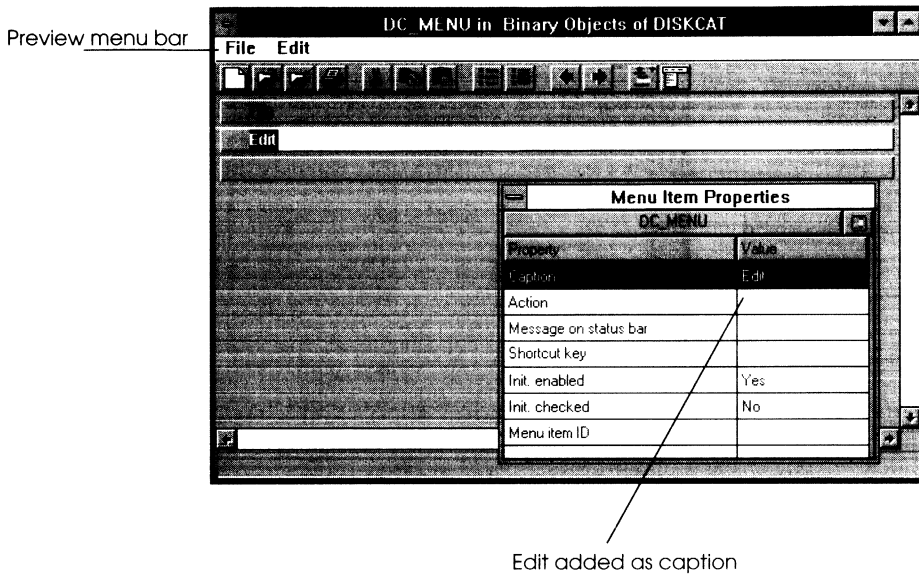 DC_MENU in Binary Objects of DISKCAT
Preview menu bar
File Edit
Edit
Menu Item Properties
DC_MENU
Property Value
Caption Edit
Action
Message on status bar
Shortcut key
Init. enabled Yes
Init. checked No
Menu item ID
Edit added as caption